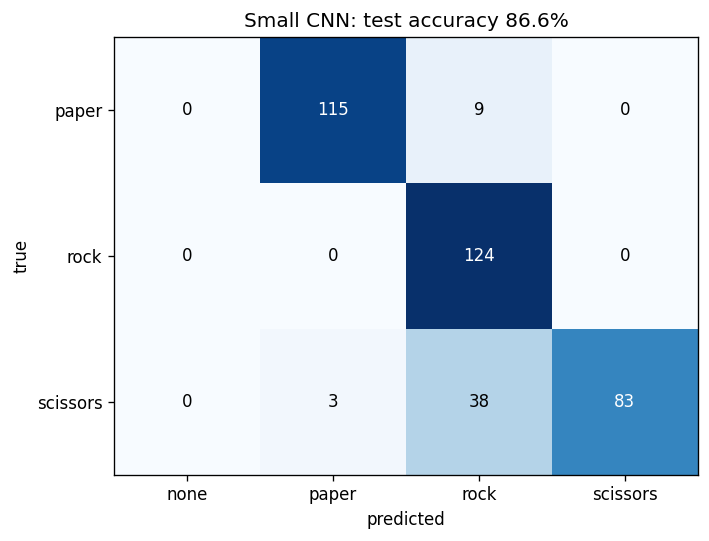 Small CNN: test accuracy 86.6%
true
paper 0 115 9 0
rock 0 0 124 0
scissors 0 3 38 83
none paper rock scissors
predicted